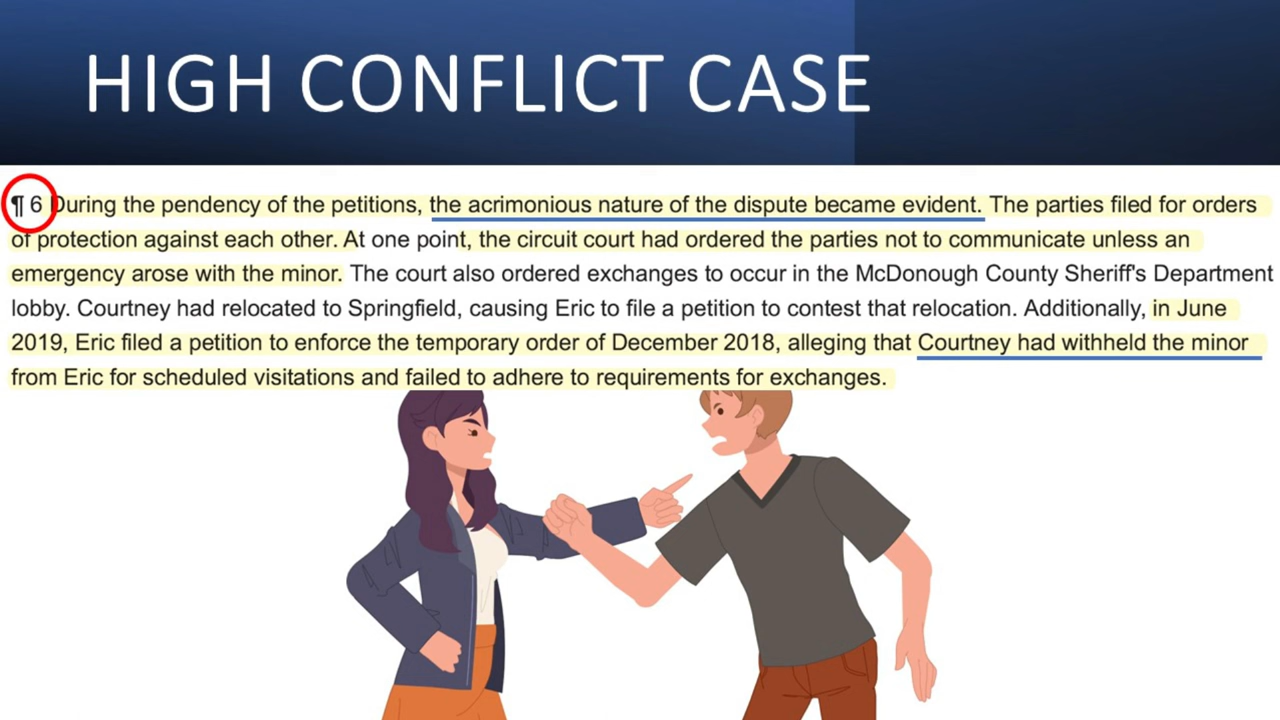 HIGH CONFLICT CASE
¶ 6 During the pendency of the petitions, the acrimonious nature of the dispute became evident. The parties filed for orders
of protection against each other. At one point, the circuit court had ordered the parties not to communicate unless an
emergency arose with the minor. The court also ordered exchanges to occur in the McDonough County Sheriff's Department
lobby. Courtney had relocated to Springfield, causing Eric to file a petition to contest that relocation. Additionally, in June
2019, Eric filed a petition to enforce the temporary order of December 2018, alleging that Courtney had withheld the minor
from Eric for scheduled visitations and failed to adhere to requirements for exchanges.